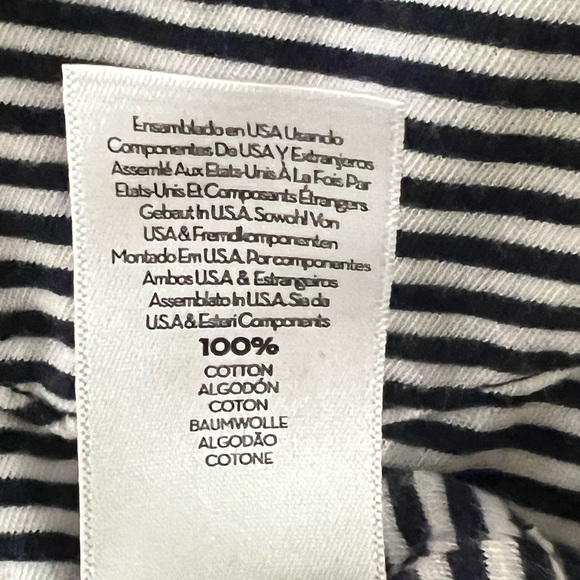 Ensamblado en USA Usando
Componentes De USA Y Extranjeros
Assemlé Aux Etats-Unis À La Fois Par
Etats-Unis Et Composants Étrangers
Gebaut In U.S.A. Sowohl Von
USA & Fremdkomponenten
Montado Em U.S.A. Por componentes
Ambos U.S.A & Estrangeiros
Assemblato In U.S.A. Sia da
U.S.A & Esteri Components
100%
COTTON
ALGODÓN
COTON
BAUMWOLLE
ALGODÃO
COTONE